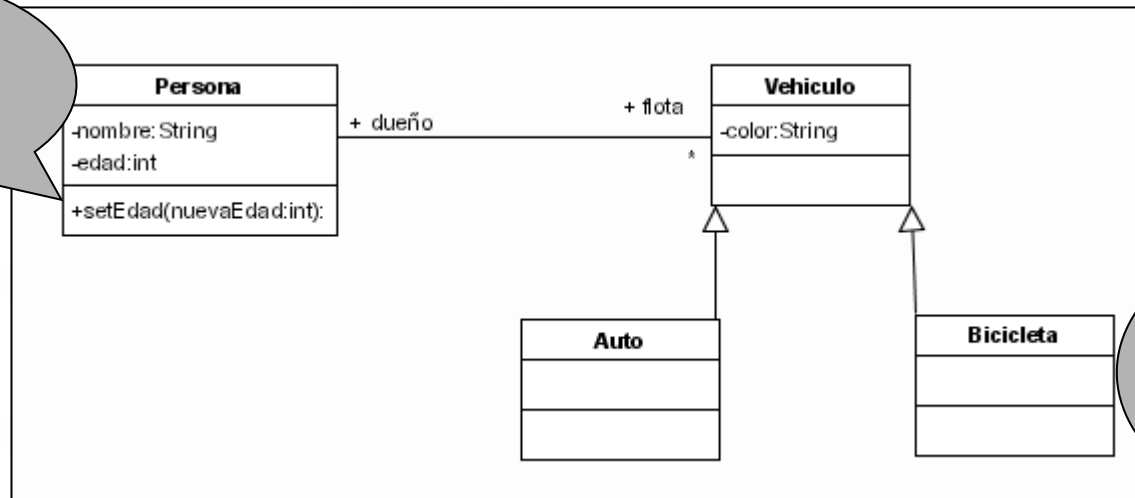 Persona
-nombre:String
-edad:int
+setEdad(nuevaEdad:int):
+ dueño
+ flota
*
Vehiculo
-color:String
Auto
Bicicleta